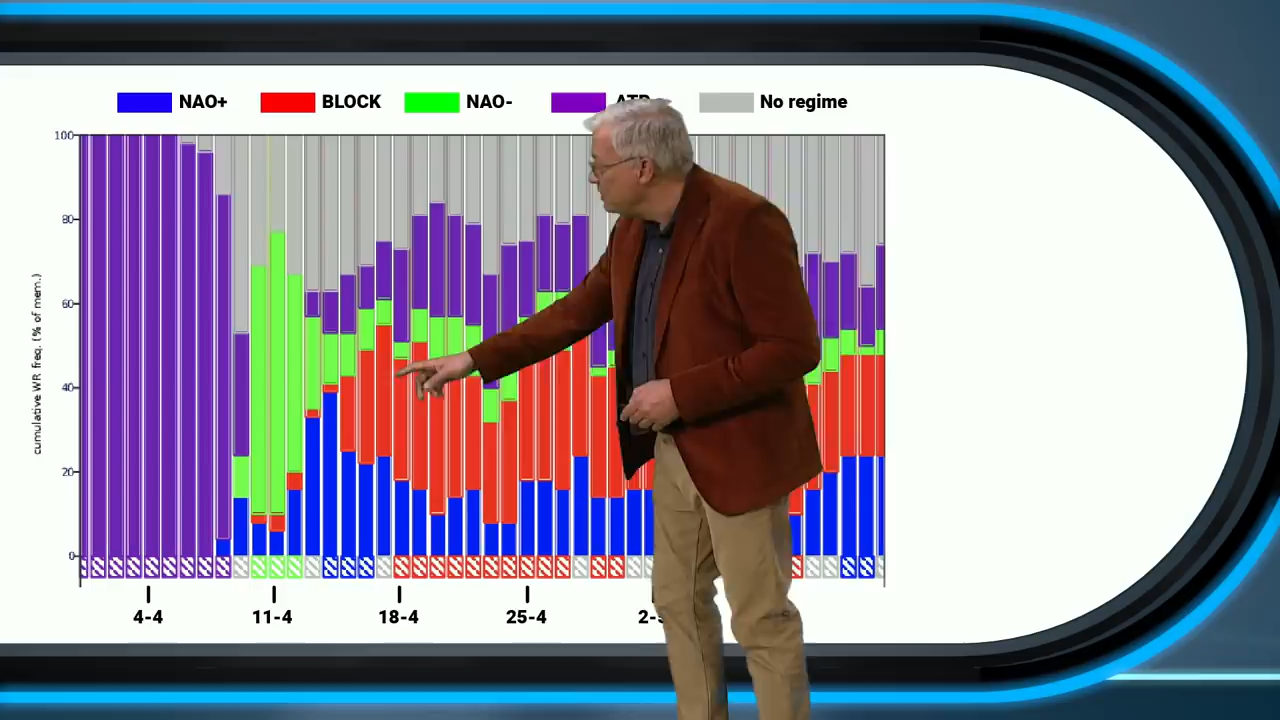 NAO+ BLOCK NAO- No regime
100
80
60
40
20
0
cumulative WR freq. (% of mem.)
4-4 11-4 18-4 25-4